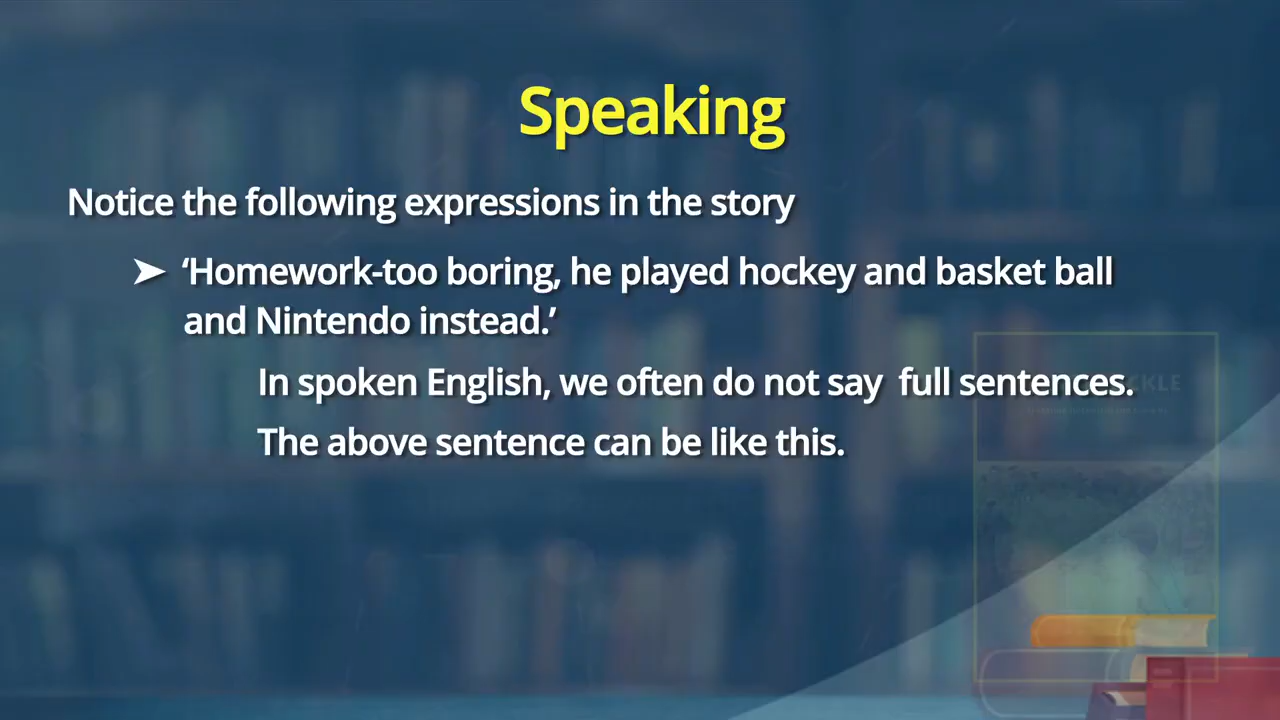 Speaking
Notice the following expressions in the story
➤ ‘Homework-too boring, he played hockey and basket ball
and Nintendo instead.’
In spoken English, we often do not say full sentences.
The above sentence can be like this.